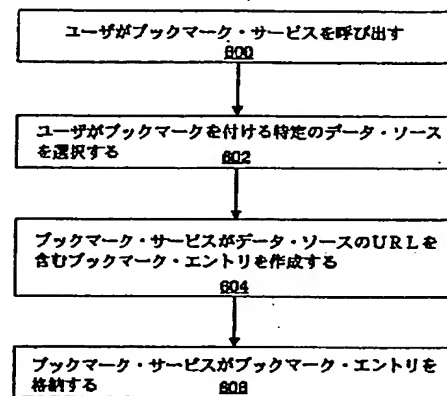 ユーザがブックマーク・サービスを呼び出す
600
ユーザがブックマークを付ける特定のデータ・ソース
を選択する 602
ブックマーク・サービスがデータ・ソースのURLを
含むブックマーク・エントリを作成する
604
ブックマーク・サービスがブックマーク・エントリを
格納する 606